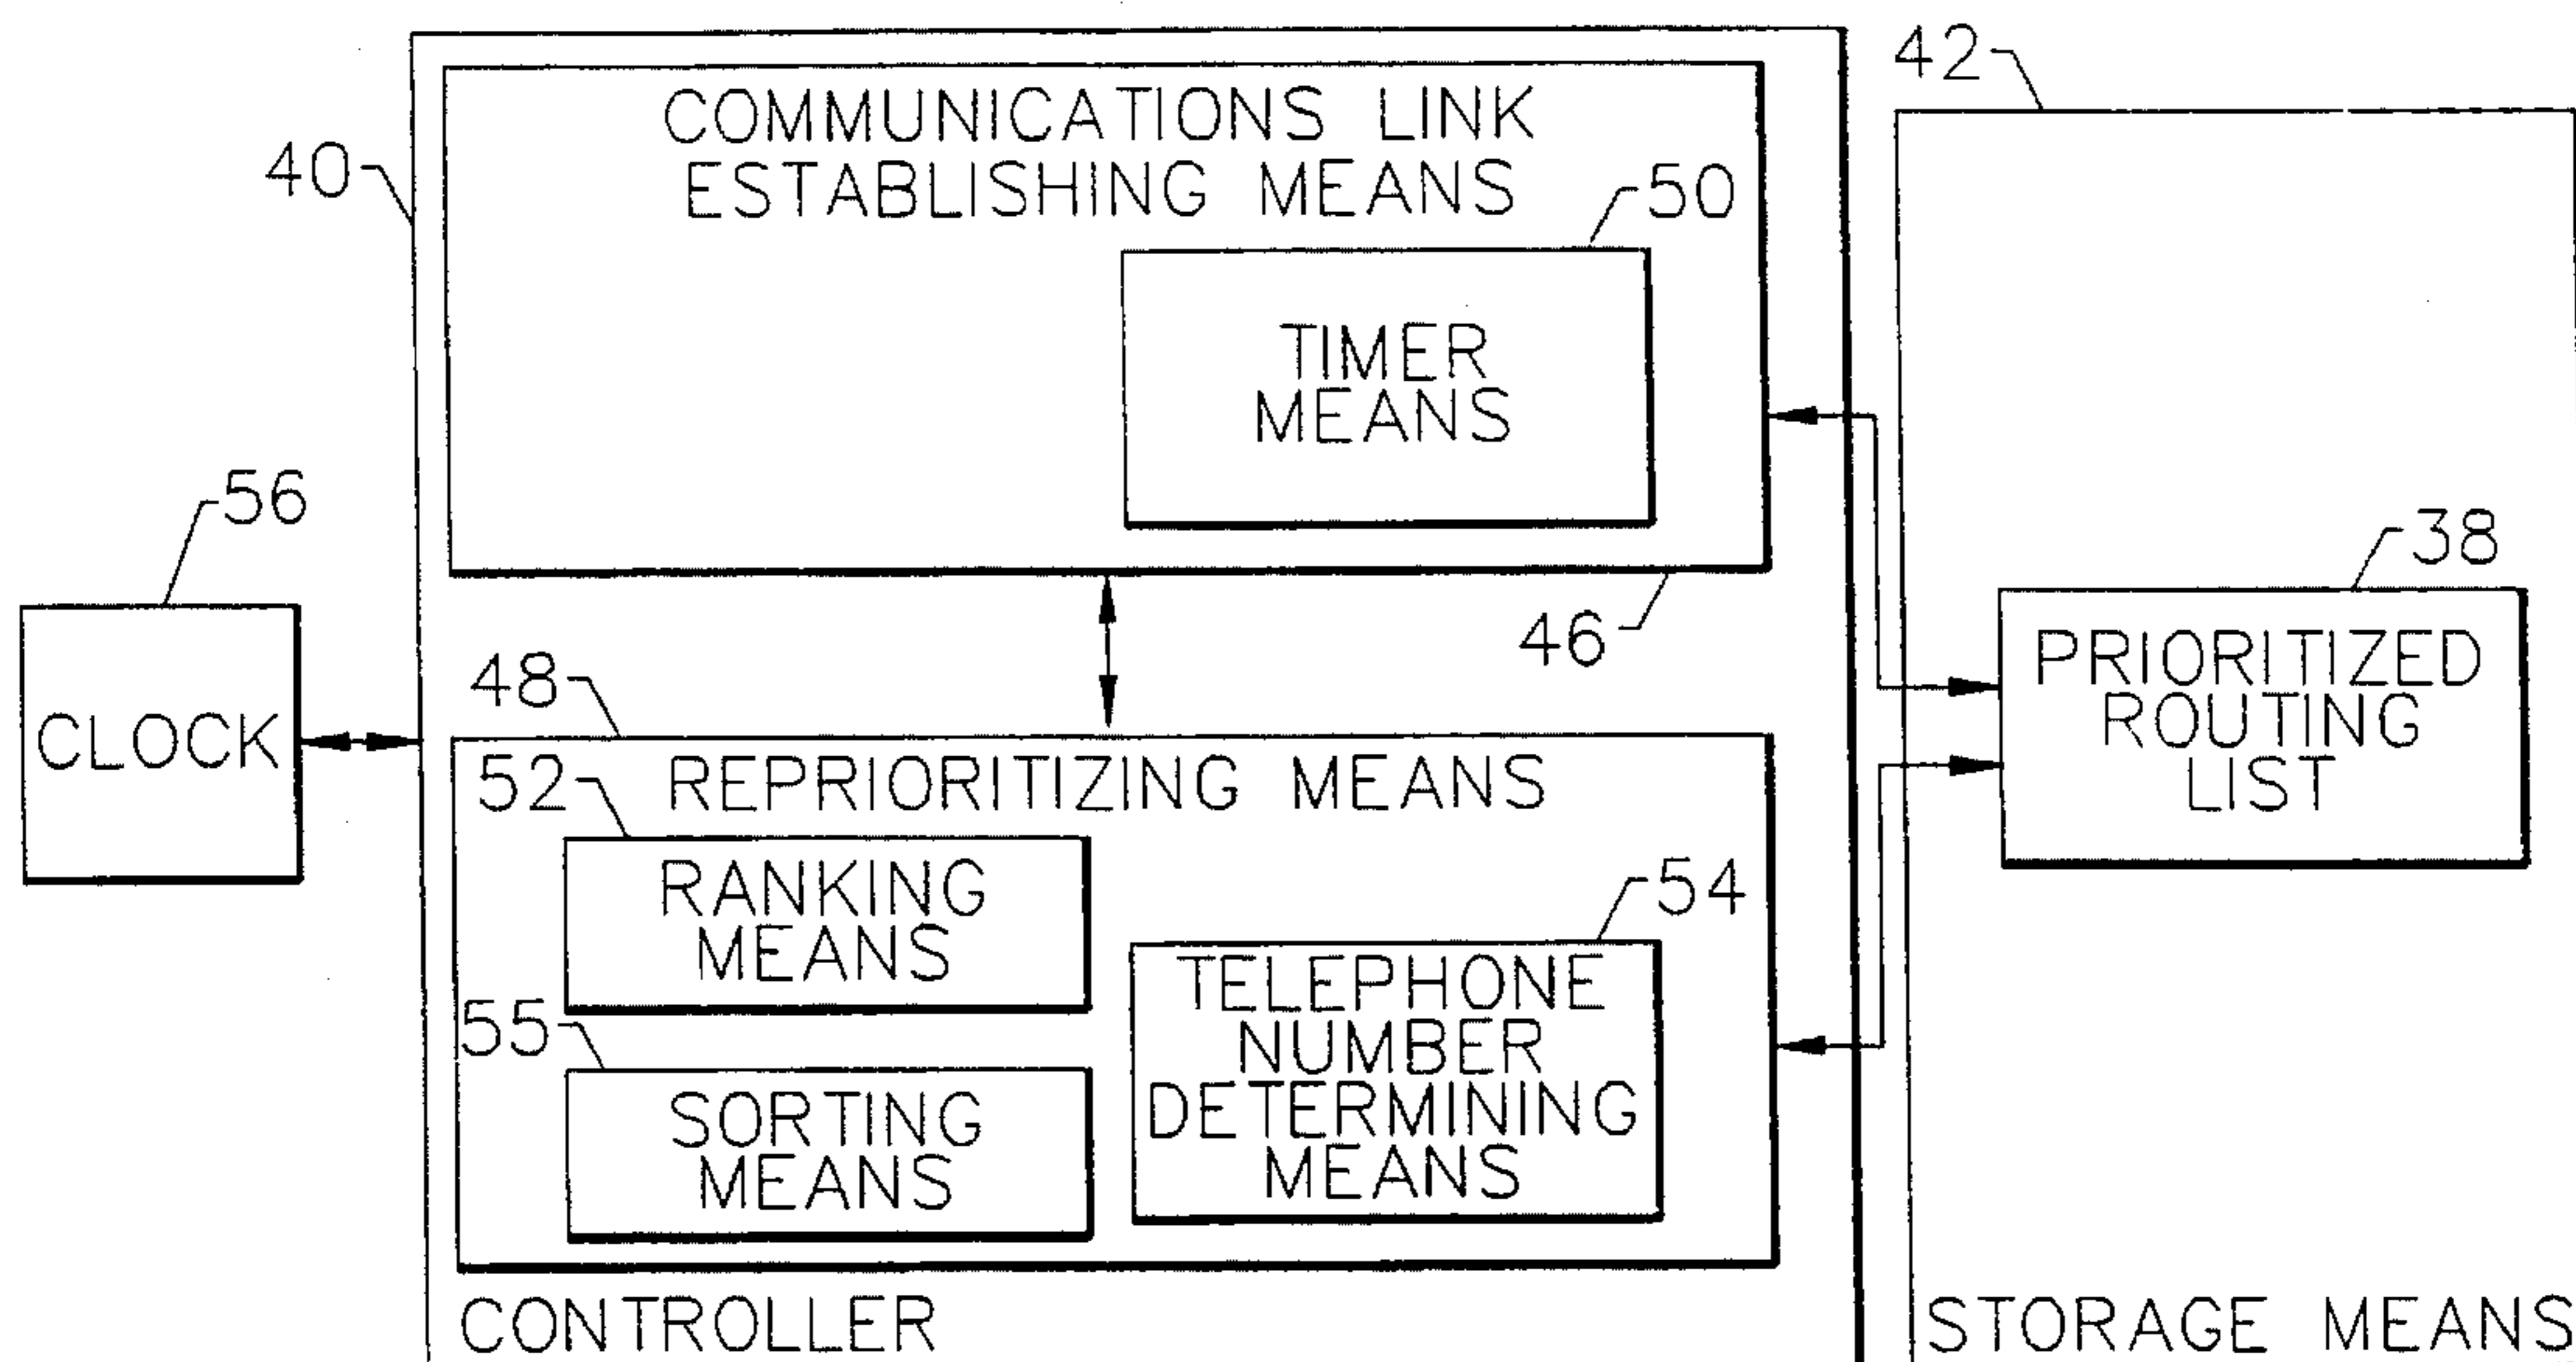 42
COMMUNICATIONS LINK
ESTABLISHING MEANS
40
50
TIMER
MEANS
56
38
46
CLOCK
PRIORITIZED
ROUTING
LIST
48
REPRIORITIZING MEANS
52
RANKING
MEANS
54
TELEPHONE
NUMBER
DETERMINING
MEANS
55
SORTING
MEANS
CONTROLLER
STORAGE MEANS